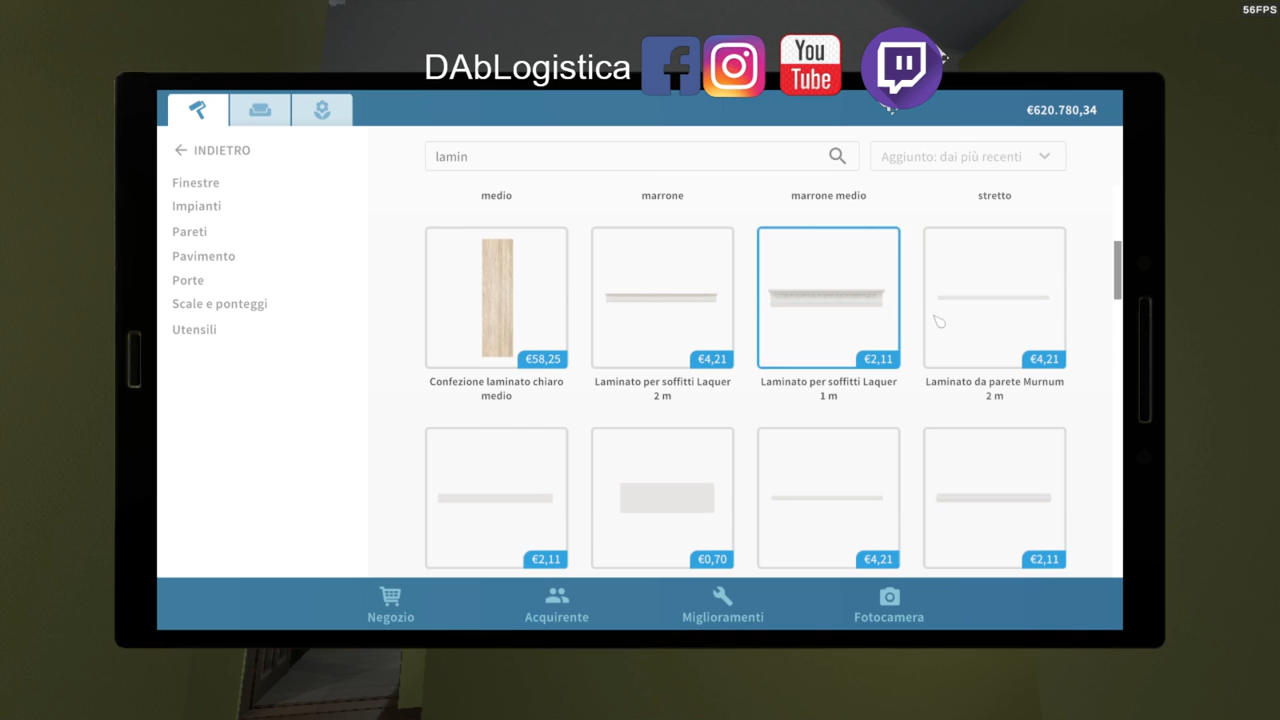 56FPS
DAbLogistica
You
Tube
€620.780,34
INDIETRO
lamin
Aggiunto: dai più recenti
Finestre
Impianti
Pareti
Pavimento
Porte
Scale e ponteggi
Utensili
medio
marrone
marrone medio
stretto
€58,25
€4,21
€2,11
€4,21
Confezione laminato chiaro
medio
Laminato per soffitti Laquer
2 m
Laminato per soffitti Laquer
1 m
Laminato da parete Murnum
2 m
€2,11
€0,70
€4,21
€2,11
Negozio
Acquirente
Miglioramenti
Fotocamera